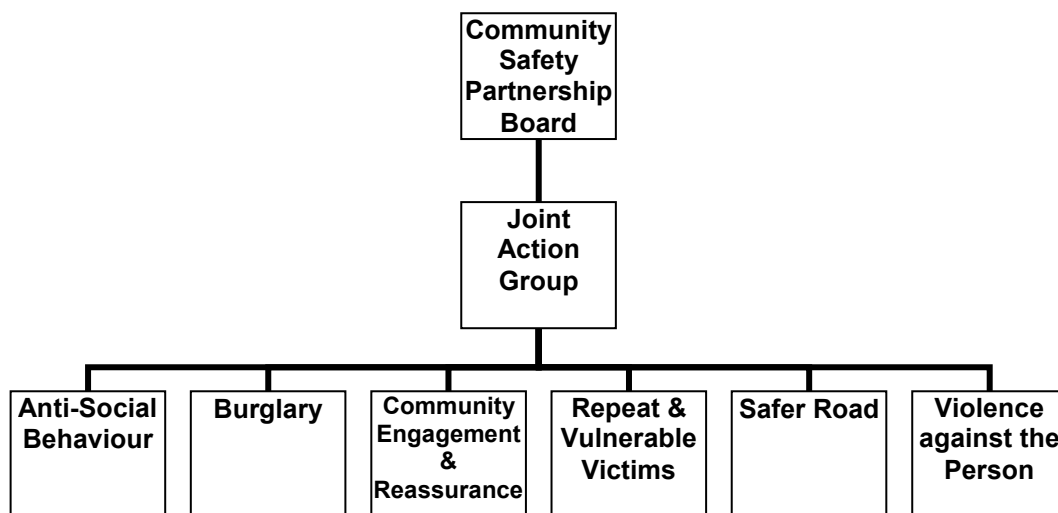 Community
Safety
Partnership
Board
Joint
Action
Group
Anti-Social
Behaviour
Burglary
Community
Engagement
&
Reassurance
Repeat &
Vulnerable
Victims
Safer Road
Violence
against the
Person